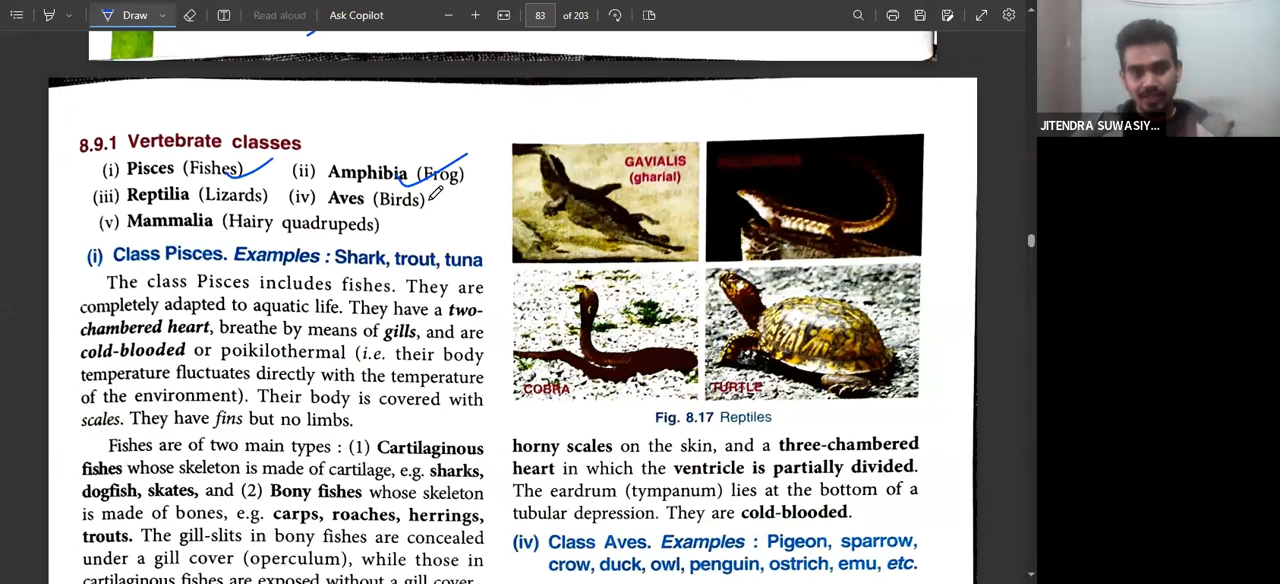 Draw
Read aloud
Ask Copilot
83
of 203
JITENDRA SUWASIY...
8.9.1 Vertebrate classes
(i) Pisces (Fishes) (ii) Amphibia (Frog)
(iii) Reptilia (Lizards) (iv) Aves (Birds)
(v) Mammalia (Hairy quadrupeds)
(i) Class Pisces. Examples : Shark, trout, tuna
The class Pisces includes fishes. They are
completely adapted to aquatic life. They have a two-
chambered heart, breathe by means of gills, and are
cold-blooded or poikilothermal (i.e. their body
temperature fluctuates directly with the temperature
of the environment). Their body is covered with
scales. They have fins but no limbs.
Fishes are of two main types : (1) Cartilaginous
fishes whose skeleton is made of cartilage, e.g. sharks,
dogfish, skates, and (2) Bony fishes whose skeleton
is made of bones, e.g. carps, roaches, herrings,
trouts. The gill-slits in bony fishes are concealed
under a gill cover (operculum), while those in
cartilaginous fishes are exposed without a gill cover.
GAVIALIS
(gharial)
COBRA
TURTLE
Fig. 8.17 Reptiles
horny scales on the skin, and a three-chambered
heart in which the ventricle is partially divided.
The eardrum (tympanum) lies at the bottom of a
tubular depression. They are cold-blooded.
(iv) Class Aves. Examples : Pigeon, sparrow,
crow, duck, owl, penguin, ostrich, emu, etc.